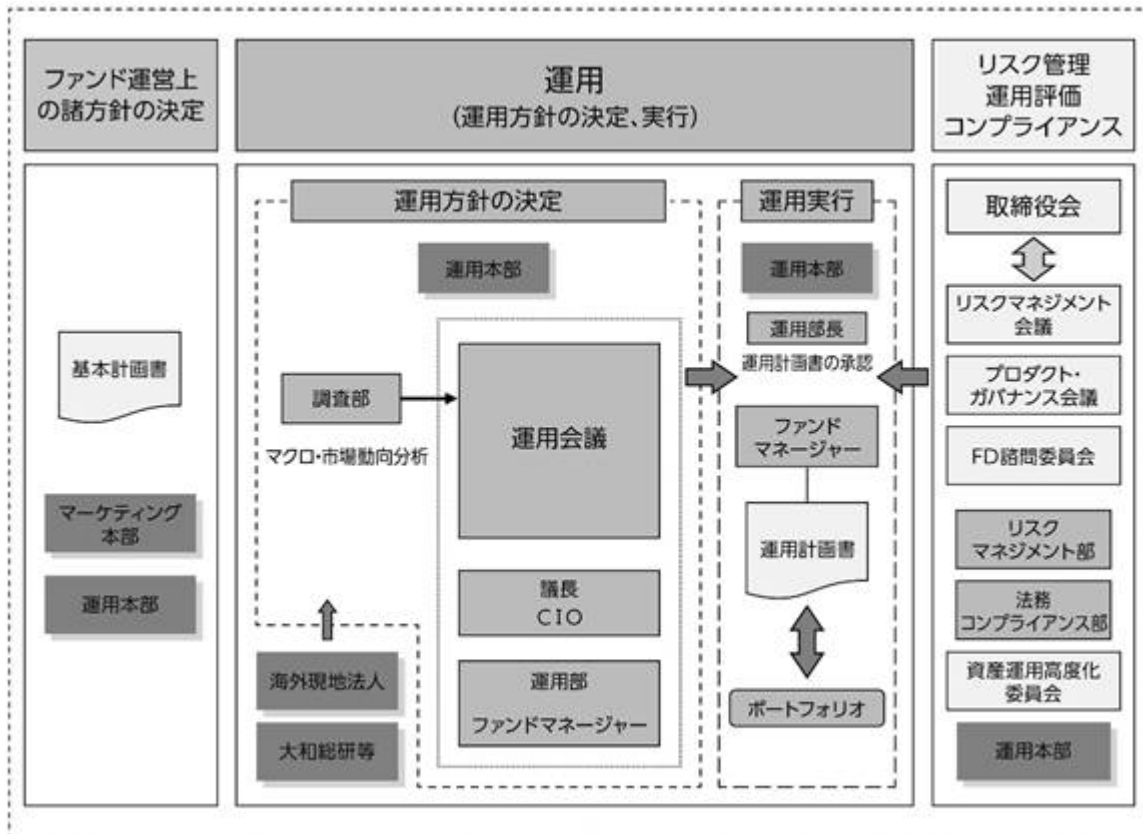 ファンド運営上
の諸方針の決定
運用
(運用方針の決定、実行)
リスク管理
運用評価
コンプライアンス
基本計画書
マーケティング
本部
運用本部
運用方針の決定
運用本部
調査部
マクロ・市場動向分析
運用会議
議長
CIO
運用部
ファンドマネージャー
海外現地法人
大和総研等
運用実行
運用本部
運用部長
運用計画書の承認
ファンド
マネージャー
運用計画書
ポートフォリオ
取締役会
リスクマネジメント
会議
プロダクト・
ガバナンス会議
FD諮問委員会
リスク
マネジメント部
法務
コンプライアンス部
資産運用高度化
委員会
運用本部